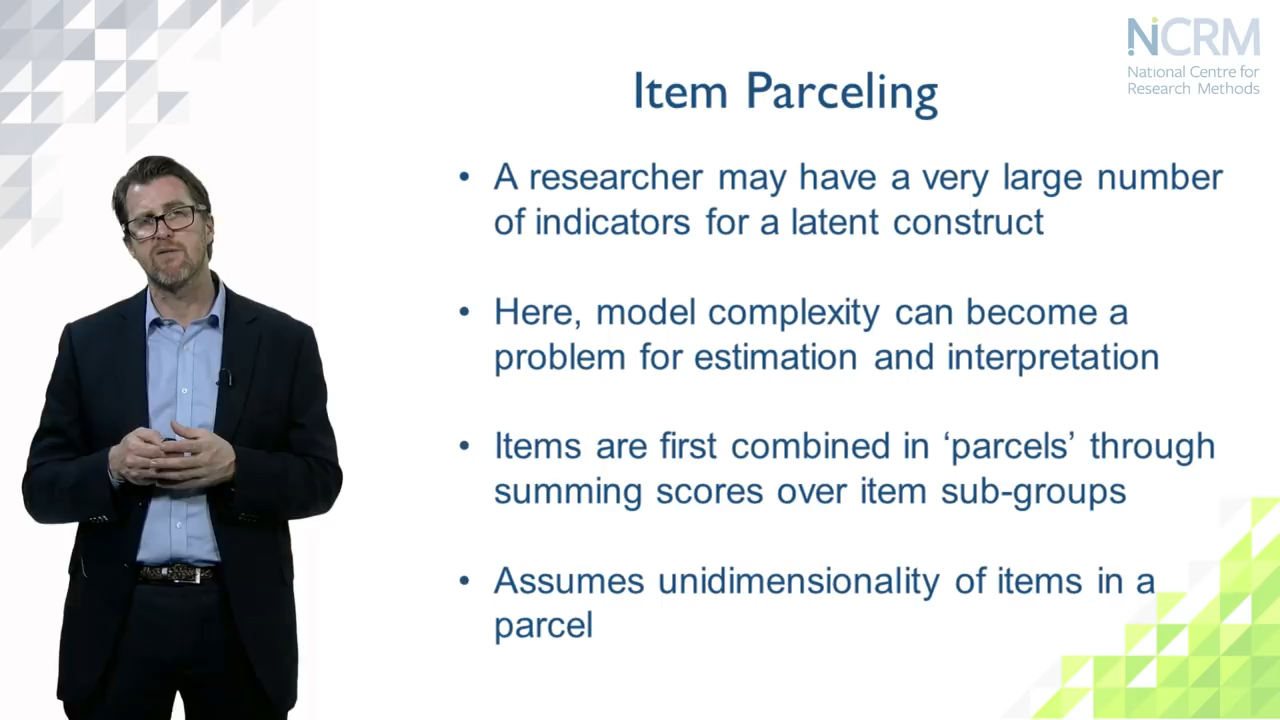 NCRM
National Centre for
Research Methods
Item Parceling
• A researcher may have a very large number
of indicators for a latent construct
• Here, model complexity can become a
problem for estimation and interpretation
• Items are first combined in ‘parcels’ through
summing scores over item sub-groups
• Assumes unidimensionality of items in a
parcel